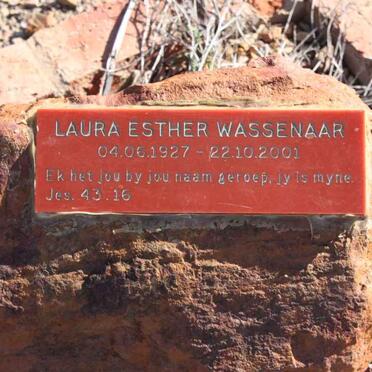 LAURA ESTHER WASSENAAR
04.06.1927 - 22.10.2001
Ek het jou by jou naam geroep, jy is myne.
Jes. 43:16